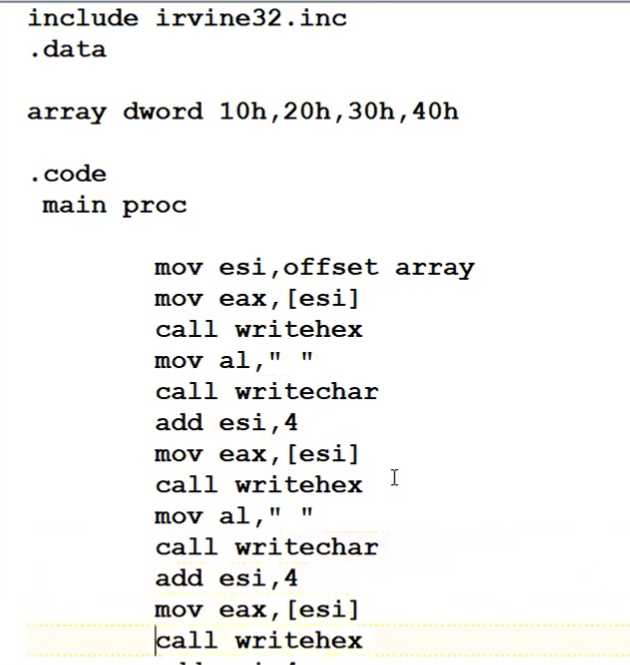 include irvine32.inc
.data
array dword 10h,20h,30h,40h
.code
main proc
mov esi,offset array
mov eax,[esi]
call writehex
mov al," "
call writechar
add esi,4
mov eax,[esi]
call writehex
mov al," "
call writechar
add esi,4
mov eax,[esi]
call writehex